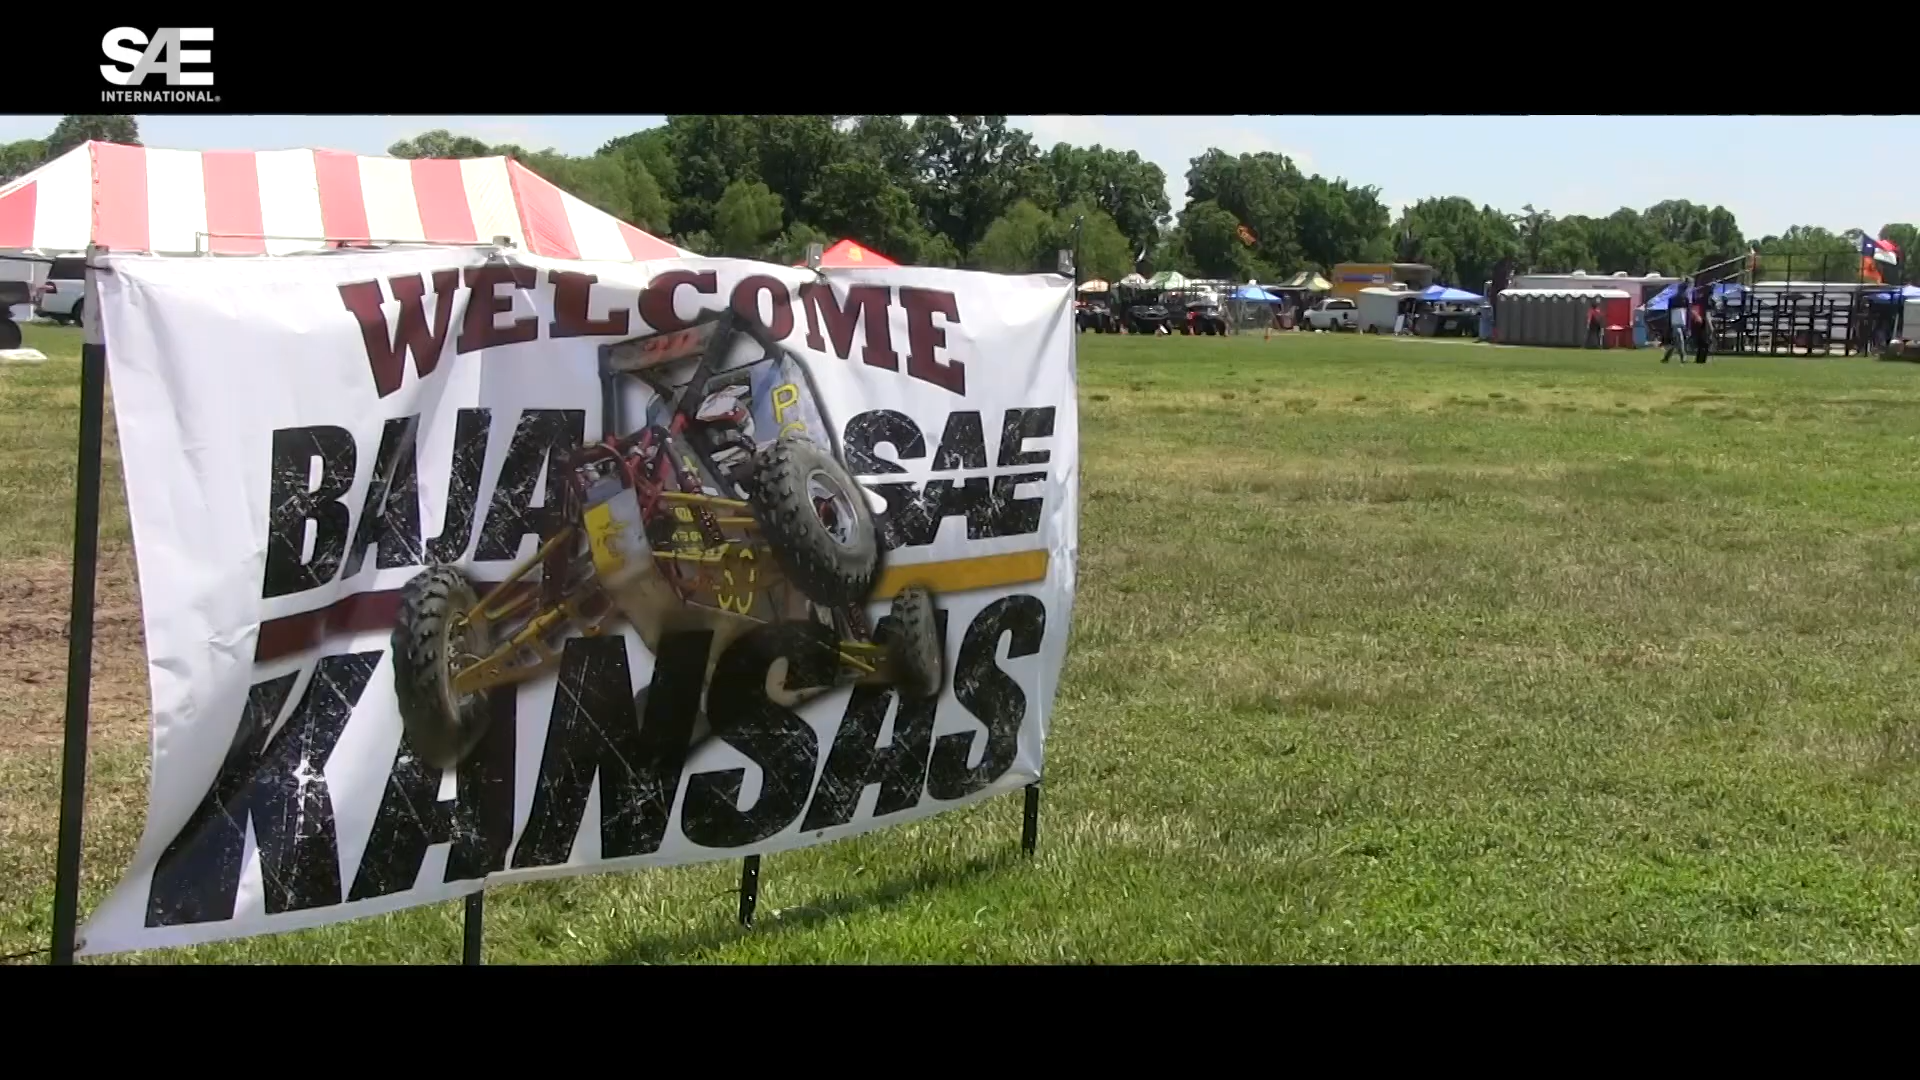 SAE
INTERNATIONAL®
WELCOME
BAJA SAE
KANSAS